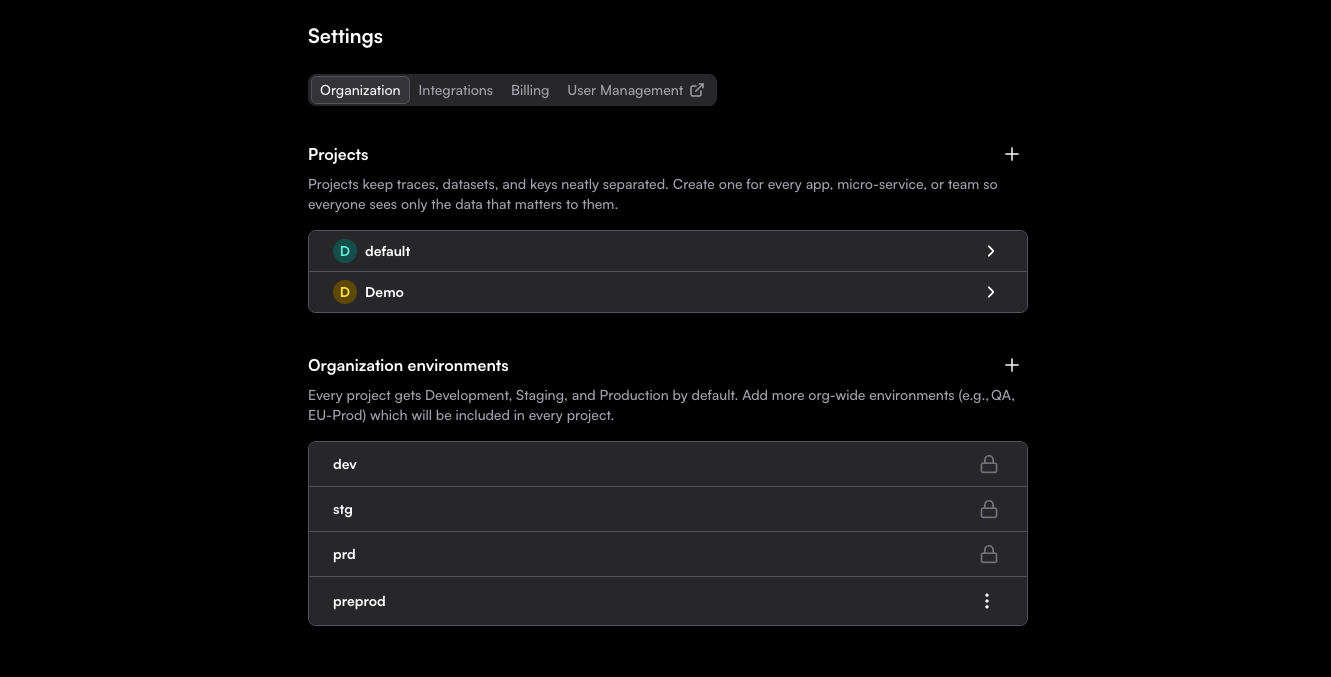 Settings
Organization Integrations Billing User Management
Projects
Projects keep traces, datasets, and keys neatly separated. Create one for every app, micro-service, or team so
everyone sees only the data that matters to them.
D default
D Demo
Organization environments
Every project gets Development, Staging, and Production by default. Add more org-wide environments (e.g., QA,
EU-Prod) which will be included in every project.
dev
stg
prd
preprod